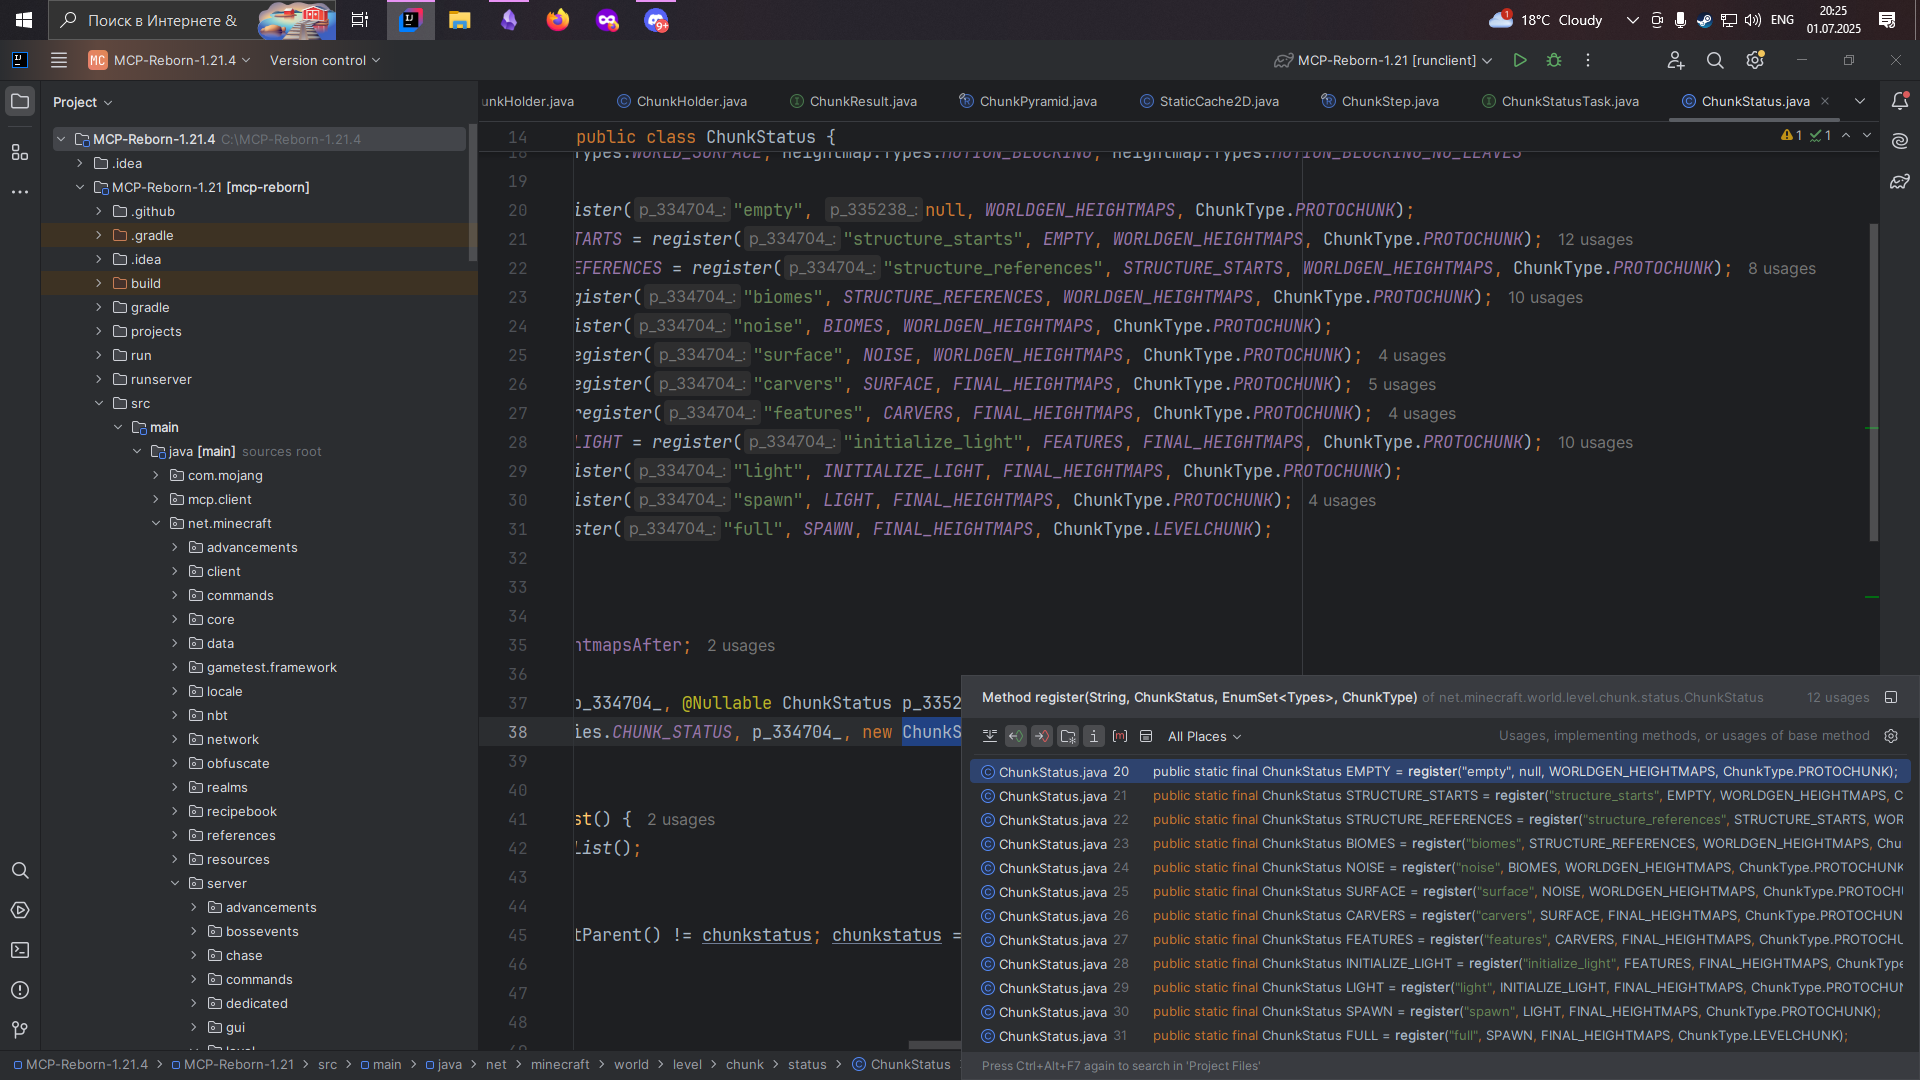 Поиск в Интернете &
9+
1
18°C Cloudy
ENG
20:25
01.07.2025
MC MCP-Reborn-1.21.4
Version control
MCP-Reborn-1.21 [runclient]
Project
unkHolder.java
ChunkHolder.java
ChunkResult.java
ChunkPyramid.java
StaticCache2D.java
ChunkStep.java
ChunkStatusTask.java
ChunkStatus.java
MCP-Reborn-1.21.4 C:\MCP-Reborn-1.21.4
.idea
MCP-Reborn-1.21 [mcp-reborn]
.github
.gradle
.idea
build
gradle
projects
run
runserver
src
main
java [main] sources root
com.mojang
mcp.client
net.minecraft
advancements
client
commands
core
data
gametest.framework
locale
nbt
network
obfuscate
realms
recipebook
references
resources
server
advancements
bossevents
chase
commands
dedicated
gui
level
14 public class ChunkStatus {
1 1
18 Types.WORLD_SURFACE, Heightmap.Types.MOTION_BLOCKING, Heightmap.Types.MOTION_BLOCKING_NO_LEAVES
19
20 ister( p_334704_: "empty", p_335238_: null, WORLDGEN_HEIGHTMAPS, ChunkType.PROTOCHUNK);
21 TARTS = register( p_334704_: "structure_starts", EMPTY, WORLDGEN_HEIGHTMAPS, ChunkType.PROTOCHUNK); 12 usages
22 EFERENCES = register( p_334704_: "structure_references", STRUCTURE_STARTS, WORLDGEN_HEIGHTMAPS, ChunkType.PROTOCHUNK); 8 usages
23 gister( p_334704_: "biomes", STRUCTURE_REFERENCES, WORLDGEN_HEIGHTMAPS, ChunkType.PROTOCHUNK); 10 usages
24 ister( p_334704_: "noise", BIOMES, WORLDGEN_HEIGHTMAPS, ChunkType.PROTOCHUNK);
25 egister( p_334704_: "surface", NOISE, WORLDGEN_HEIGHTMAPS, ChunkType.PROTOCHUNK); 4 usages
26 egister( p_334704_: "carvers", SURFACE, FINAL_HEIGHTMAPS, ChunkType.PROTOCHUNK); 5 usages
27 register( p_334704_: "features", CARVERS, FINAL_HEIGHTMAPS, ChunkType.PROTOCHUNK); 4 usages
28 LIGHT = register( p_334704_: "initialize_light", FEATURES, FINAL_HEIGHTMAPS, ChunkType.PROTOCHUNK); 10 usages
29 ister( p_334704_: "light", INITIALIZE_LIGHT, FINAL_HEIGHTMAPS, ChunkType.PROTOCHUNK);
30 ister( p_334704_: "spawn", LIGHT, FINAL_HEIGHTMAPS, ChunkType.PROTOCHUNK); 4 usages
31 ster( p_334704_: "full", SPAWN, FINAL_HEIGHTMAPS, ChunkType.LEVELCHUNK);
32
33
34
35 htmapsAfter; 2 usages
36
37 p_334704_, @Nullable ChunkStatus p_3352
38 ies.CHUNK_STATUS, p_334704_, new ChunkS
39
40
41 st() { 2 usages
42 List();
43
44
45 tParent() != chunkstatus; chunkstatus =
46
47
48
Method register(String, ChunkStatus, EnumSet<Types>, ChunkType) of net.minecraft.world.level.chunk.status.ChunkStatus 12 usages
All Places
Usages, implementing methods, or usages of base method
ChunkStatus.java 20 public static final ChunkStatus EMPTY = register("empty", null, WORLDGEN_HEIGHTMAPS, ChunkType.PROTOCHUNK);
ChunkStatus.java 21 public static final ChunkStatus STRUCTURE_STARTS = register("structure_starts", EMPTY, WORLDGEN_HEIGHTMAPS, C
ChunkStatus.java 22 public static final ChunkStatus STRUCTURE_REFERENCES = register("structure_references", STRUCTURE_STARTS, WOR
ChunkStatus.java 23 public static final ChunkStatus BIOMES = register("biomes", STRUCTURE_REFERENCES, WORLDGEN_HEIGHTMAPS, Chu
ChunkStatus.java 24 public static final ChunkStatus NOISE = register("noise", BIOMES, WORLDGEN_HEIGHTMAPS, ChunkType.PROTOCHUNK
ChunkStatus.java 25 public static final ChunkStatus SURFACE = register("surface", NOISE, WORLDGEN_HEIGHTMAPS, ChunkType.PROTOCHU
ChunkStatus.java 26 public static final ChunkStatus CARVERS = register("carvers", SURFACE, FINAL_HEIGHTMAPS, ChunkType.PROTOCHUN
ChunkStatus.java 27 public static final ChunkStatus FEATURES = register("features", CARVERS, FINAL_HEIGHTMAPS, ChunkType.PROTOCHU
ChunkStatus.java 28 public static final ChunkStatus INITIALIZE_LIGHT = register("initialize_light", FEATURES, FINAL_HEIGHTMAPS, ChunkType
ChunkStatus.java 29 public static final ChunkStatus LIGHT = register("light", INITIALIZE_LIGHT, FINAL_HEIGHTMAPS, ChunkType.PROTOCHUN
ChunkStatus.java 30 public static final ChunkStatus SPAWN = register("spawn", LIGHT, FINAL_HEIGHTMAPS, ChunkType.PROTOCHUNK);
ChunkStatus.java 31 public static final ChunkStatus FULL = register("full", SPAWN, FINAL_HEIGHTMAPS, ChunkType.LEVELCHUNK);
Press Ctrl+Alt+F7 again to search in 'Project Files'
MCP-Reborn-1.21.4 > MCP-Reborn-1.21 > src > main > java > net > minecraft > world > level > chunk > status > ChunkStatus